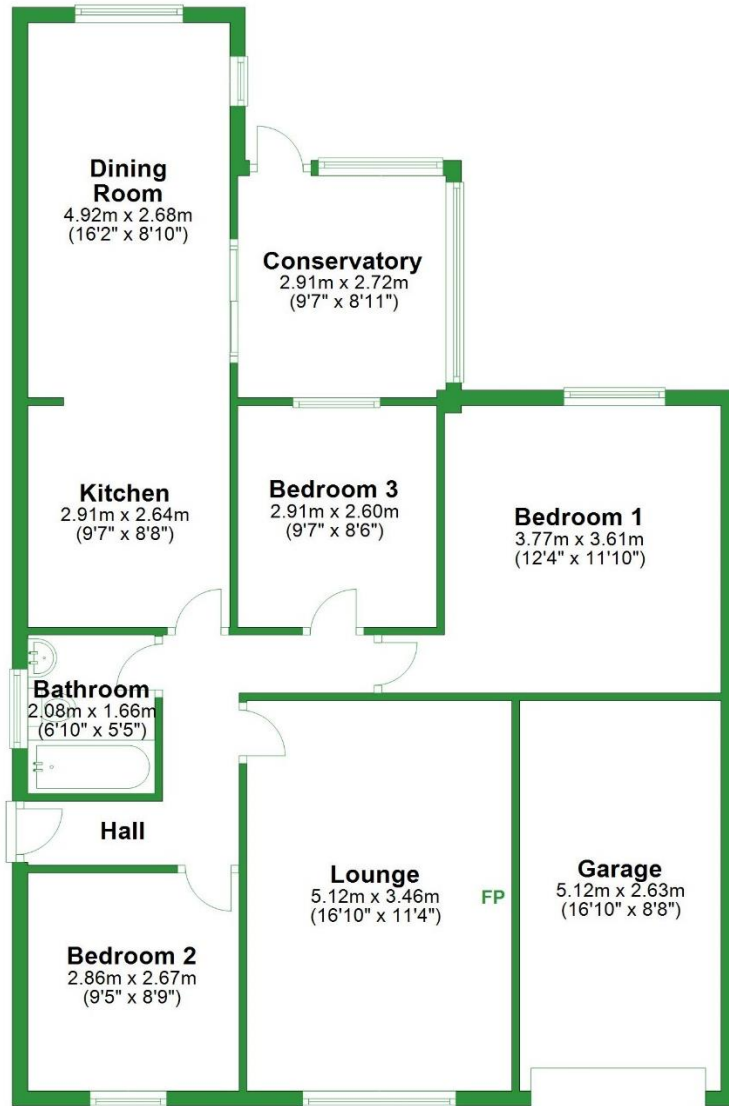 Dining
Room
4.92m x 2.68m
(16'2" x 8'10")
Conservatory
2.91m x 2.72m
(9'7" x 8'11")
Kitchen
2.91m x 2.64m
(9'7" x 8'8")
Bedroom 3
2.91m x 2.60m
(9'7" x 8'6")
Bedroom 1
3.77m x 3.61m
(12'4" x 11'10")
Bathroom
2.08m x 1.66m
(6'10" x 5'5")
Hall
Lounge
5.12m x 3.46m
(16'10" x 11'4")
FP
Garage
5.12m x 2.63m
(16'10" x 8'8")
Bedroom 2
2.86m x 2.67m
(9'5" x 8'9")